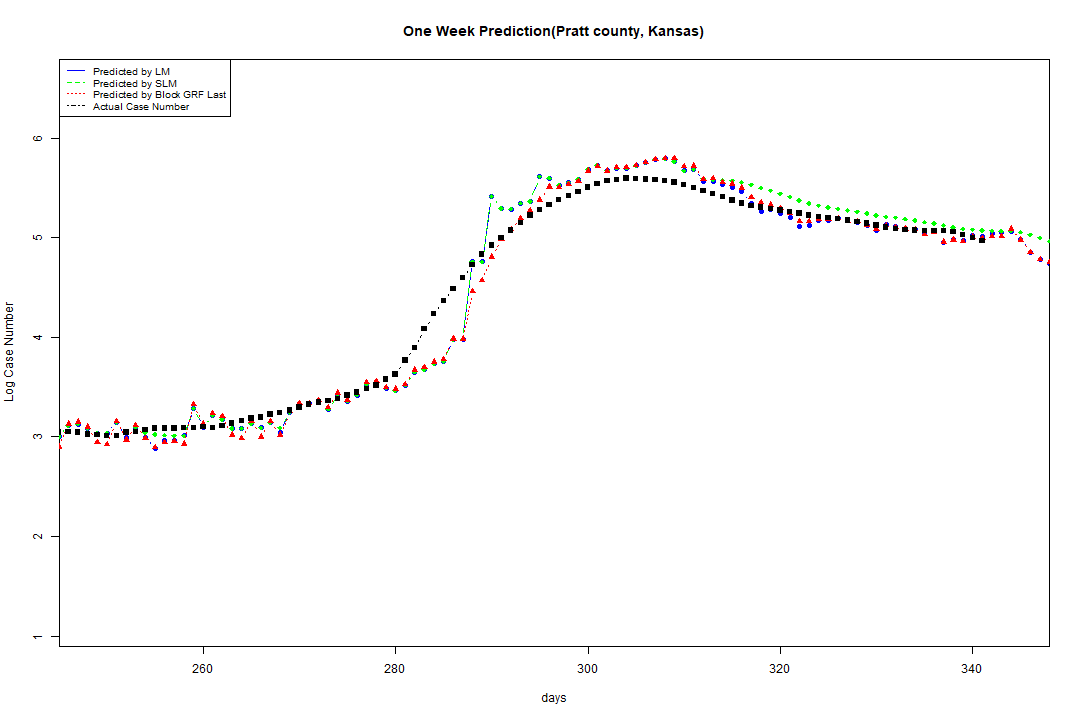 One Week Prediction(Pratt county, Kansas)
Predicted by LM
Predicted by SLM
Predicted by Block GRF Last
Actual Case Number
6
5
4
3
2
1
Log Case Number
260 280 300 320 340
days